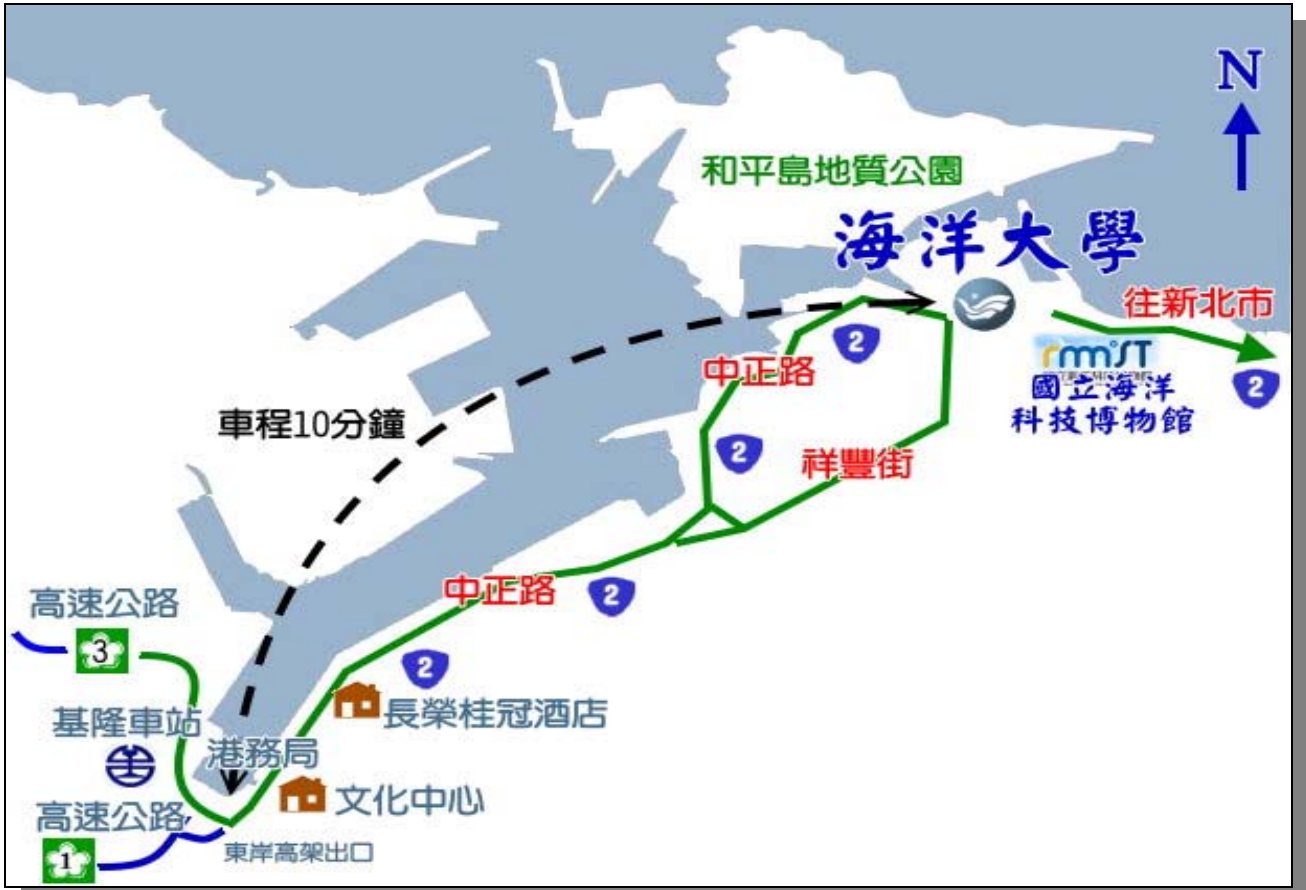 N
和平島地質公園
海洋大學
往新北市
2
rmmiST
中正路
2
國立海洋
科技博物館
車程10分鐘
2
祥豐街
中正路
2
高速公路
3
2
長榮桂冠酒店
基隆車站
港務局
文化中心
高速公路
東岸高架出口
1